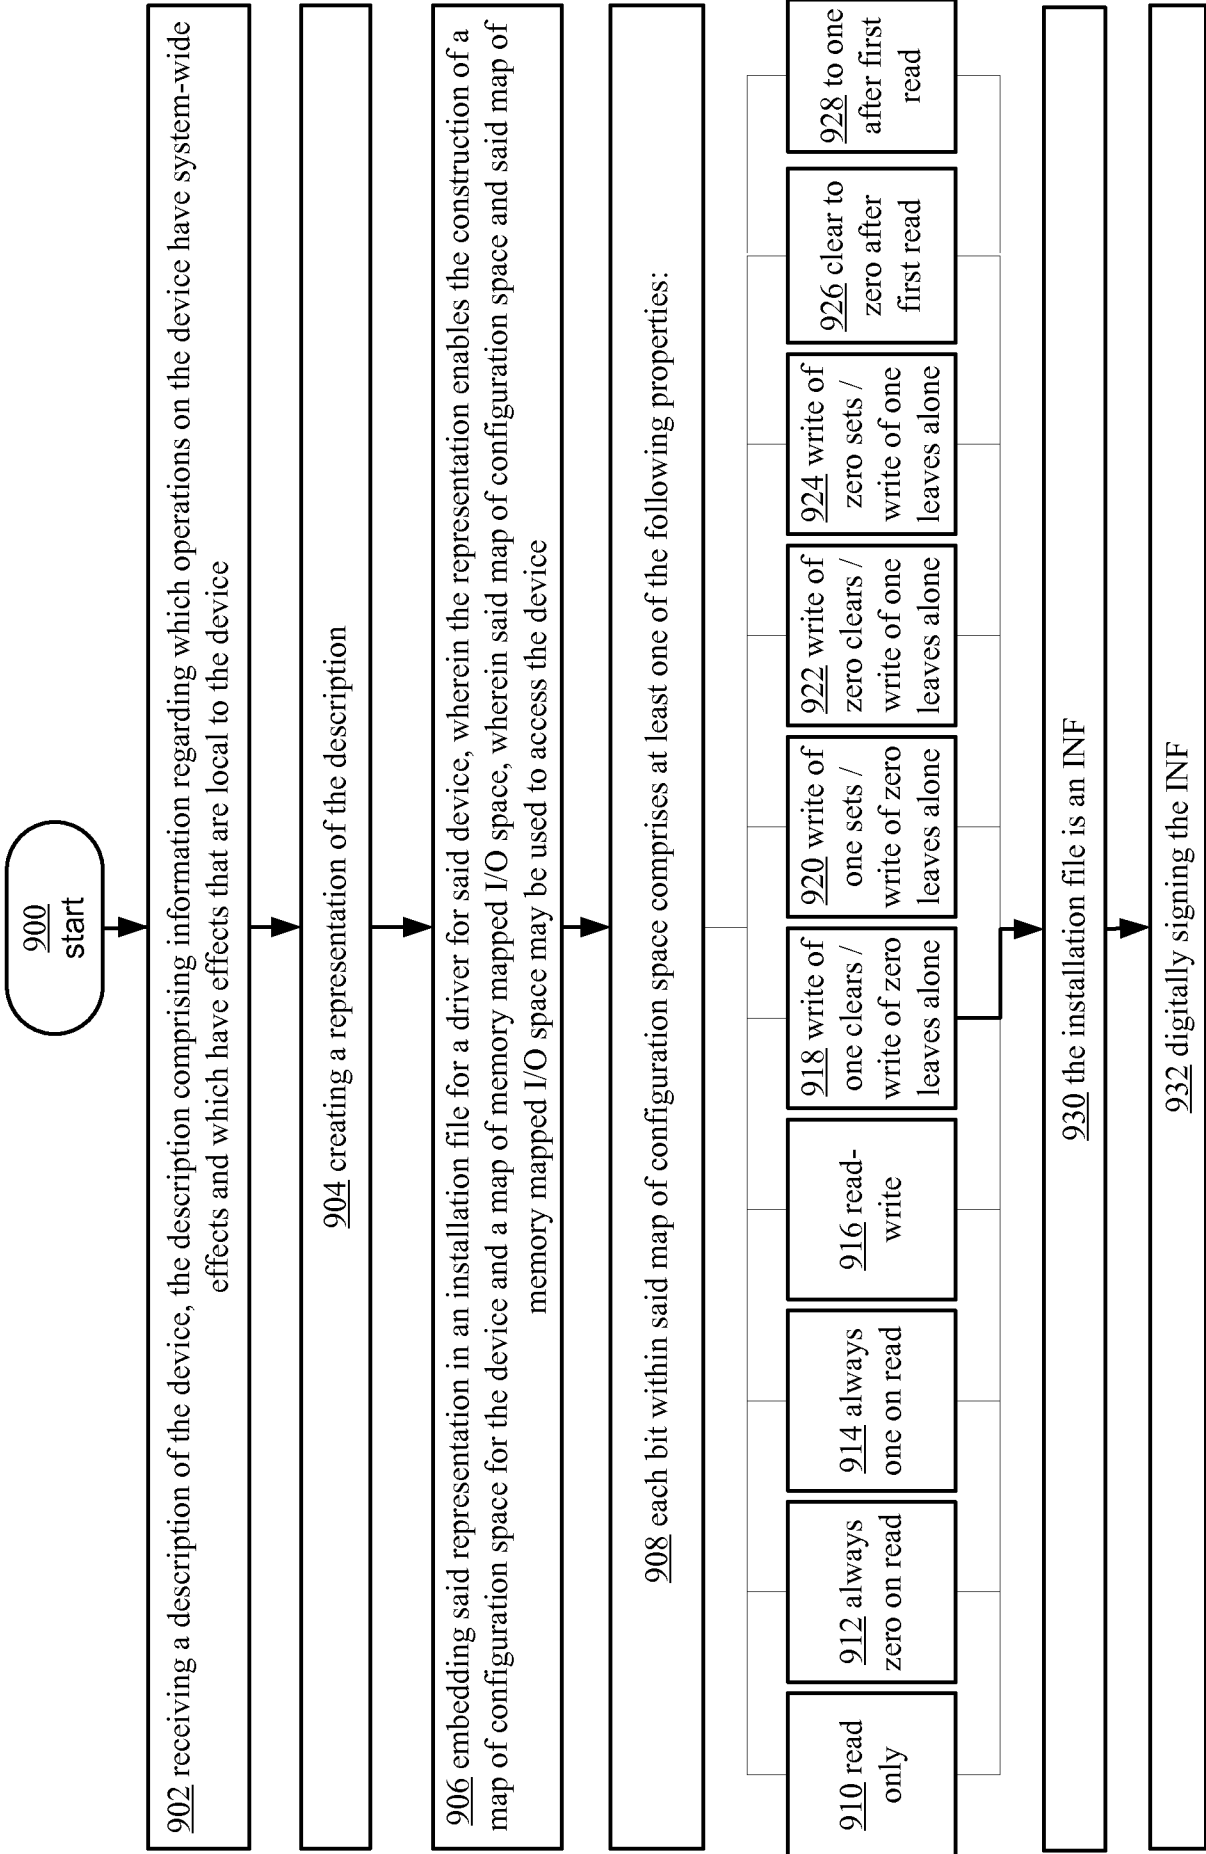 900
start
902 receiving a description of the device, the description comprising information regarding which operations on the device have system-wide
effects and which have effects that are local to the device
904 creating a representation of the description
906 embedding said representation in an installation file for a driver for said device, wherein the representation enables the construction of a
map of configuration space for the device and a map of memory mapped I/O space, wherein said map of configuration space and said map of
memory mapped I/O space may be used to access the device
908 each bit within said map of configuration space comprises at least one of the following properties:
910 read
only
912 always
zero on read
914 always
one on read
916 read-
write
918 write of
one clears /
write of zero
leaves alone
920 write of
one sets /
write of zero
leaves alone
922 write of
zero clears /
write of one
leaves alone
924 write of
zero sets /
write of one
leaves alone
926 clear to
zero after
first read
928 to one
after first
read
930 the installation file is an INF
932 digitally signing the INF